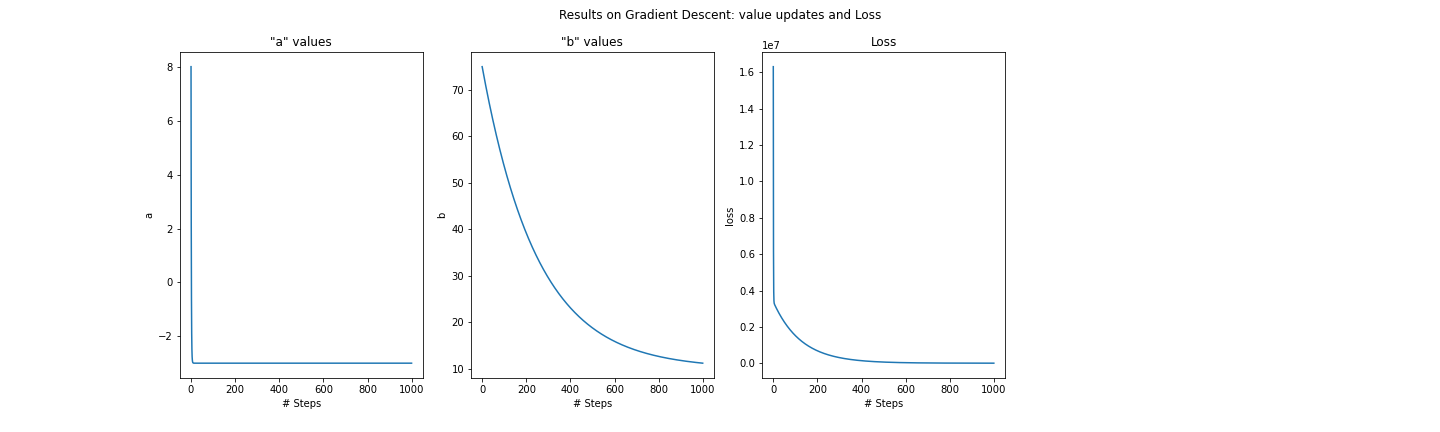 Results on Gradient Descent: value updates and Loss
"a" values
8
6
4
2
0
−2
a
0 200 400 600 800 1000
# Steps
"b" values
70
60
50
40
30
20
10
b
0 200 400 600 800 1000
# Steps
Loss
1e7
1.6
1.4
1.2
1.0
0.8
0.6
0.4
0.2
0.0
loss
0 200 400 600 800 1000
# Steps